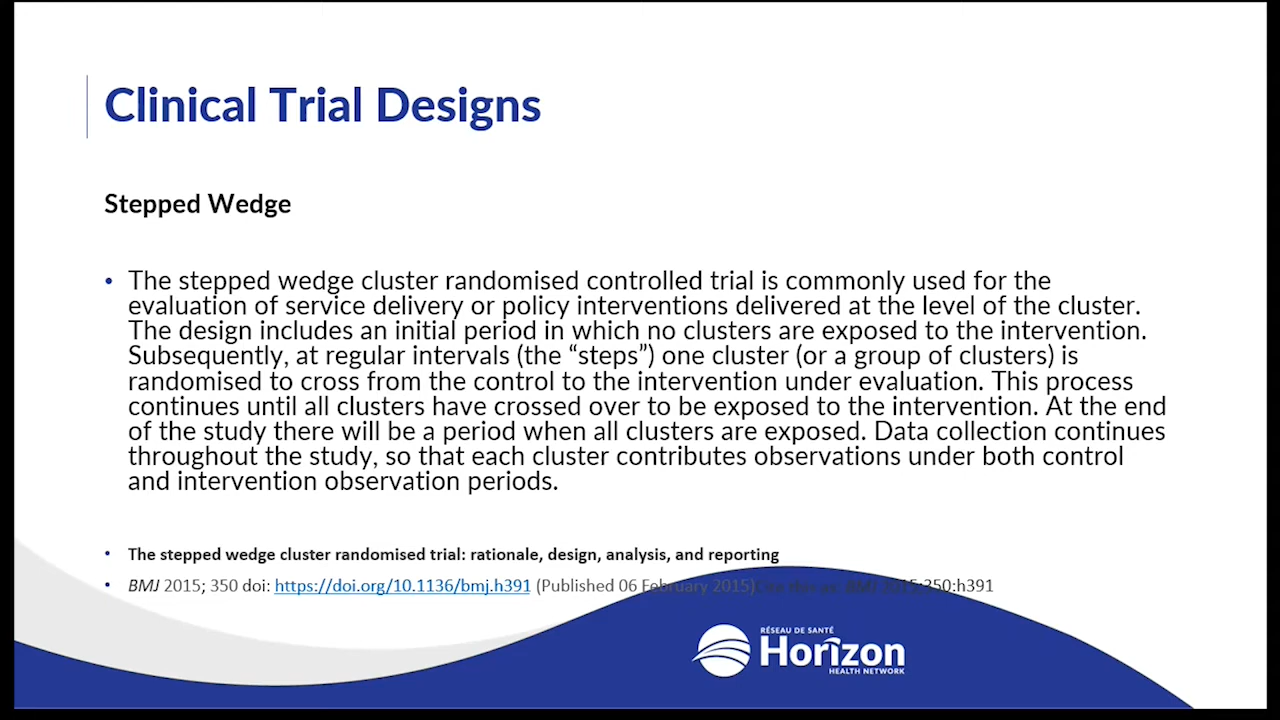 Clinical Trial Designs
Stepped Wedge
• The stepped wedge cluster randomised controlled trial is commonly used for the
evaluation of service delivery or policy interventions delivered at the level of the cluster.
The design includes an initial period in which no clusters are exposed to the intervention.
Subsequently, at regular intervals (the “steps”) one cluster (or a group of clusters) is
randomised to cross from the control to the intervention under evaluation. This process
continues until all clusters have crossed over to be exposed to the intervention. At the end
of the study there will be a period when all clusters are exposed. Data collection continues
throughout the study, so that each cluster contributes observations under both control
and intervention observation periods.
• The stepped wedge cluster randomised trial: rationale, design, analysis, and reporting
• BMJ 2015; 350 doi: https://doi.org/10.1136/bmj.h391 (Published 06 February 2015)Cite this as: BMJ 2015;350:h391
RÉSEAU DE SANTÉ
Horizon
HEALTH NETWORK